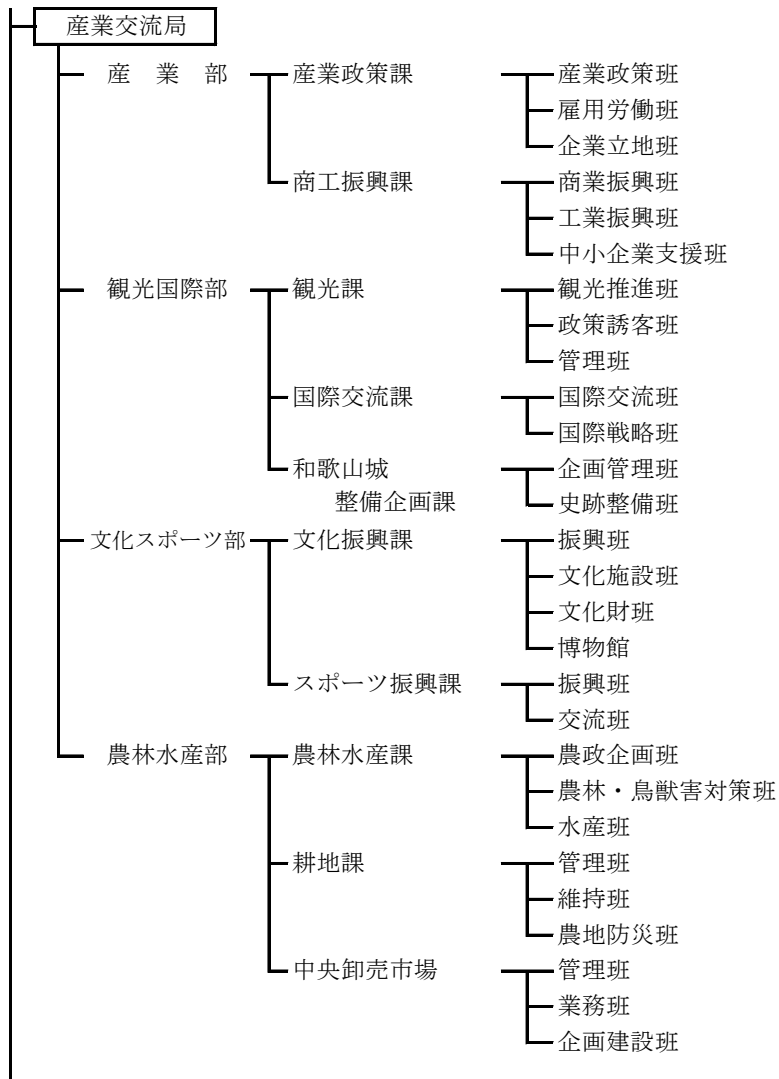 産業交流局
産　業　部 産業政策課 産業政策班
雇用労働班
企業立地班
商工振興課 商業振興班
工業振興班
中小企業支援班
観光国際部 観光課 観光推進班
政策誘客班
管理班
国際交流課 国際交流班
国際戦略班
和歌山城 企画管理班
整備企画課 史跡整備班
文化スポーツ部 文化振興課 振興班
文化施設班
文化財班
博物館
スポーツ振興課 振興班
交流班
農林水産部 農林水産課 農政企画班
農林・鳥獣害対策班
水産班
耕地課 管理班
維持班
農地防災班
中央卸売市場 管理班
業務班
企画建設班